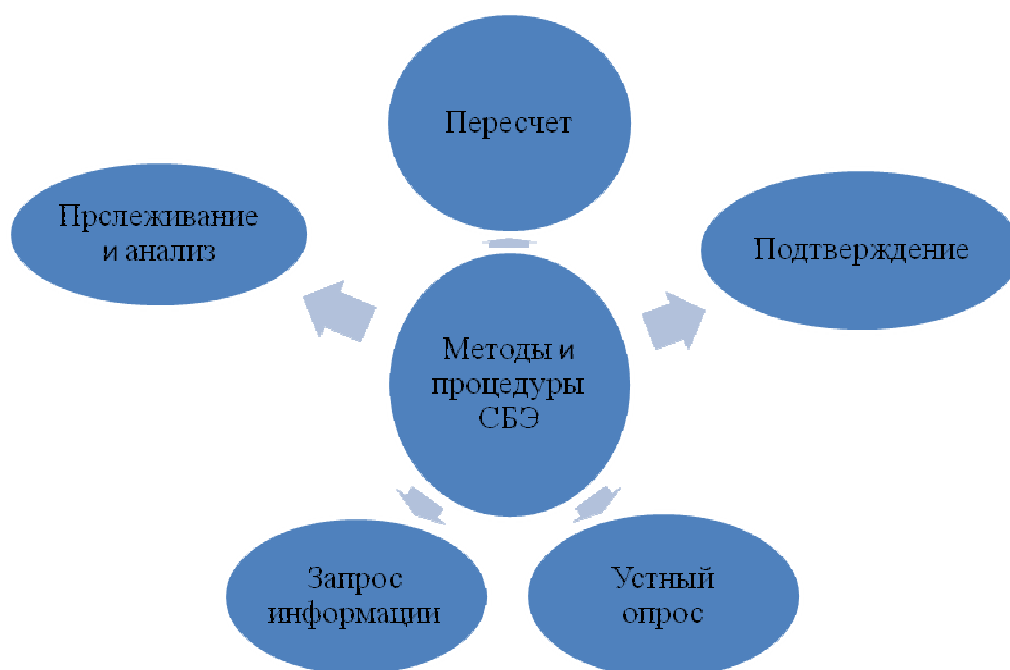 Пересчет
Прслеживание
и анализ
Подтверждение
Методы и
процедуры
СБЭ
Запрос
информации
Устный
опрос